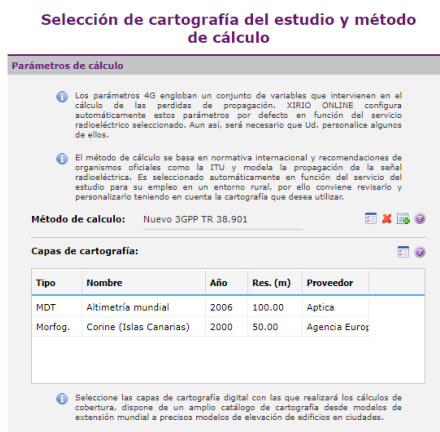 Selección de cartografía del estudio y método
de cálculo
Parámetros de cálculo
Los parámetros 4G engloban un conjunto de variables que intervienen en el
cálculo de las perdidas de propagación. XIRIO ONLINE configura
automáticamente estos parámetros por defecto en función del servicio
radioeléctrico seleccionado. Aun así, será necesario que Ud. personalice algunos
de ellos.
El método de cálculo se basa en normativa internacional y recomendaciones de
organismos oficiales como la ITU y modela la propagación de la señal
radioeléctrica. Es seleccionado automáticamente en función del servicio del
estudio para su empleo en un entorno rural, por ello conviene revisarlo y
personalizarlo teniendo en cuenta la cartografía que desea utilizar.
Método de calculo: Nuevo 3GPP TR 38.901
Capas de cartografía:
Tipo Nombre Año Res. (m) Proveedor
MDT Altimetría mundial 2006 100.00 Aptica
Morfog. Corine (Islas Canarias) 2000 50.00 Agencia Europ
Seleccione las capas de cartografía digital con las que realizará los cálculos de
cobertura, dispone de un amplio catálogo de cartografía desde modelos de
extensión mundial a precisos modelos de elevación de edificios en ciudades.